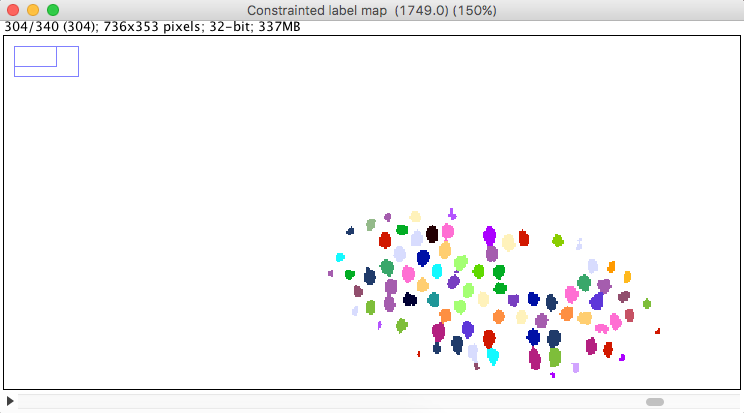 Constrainted label map  (1749.0) (150%)
304/340 (304); 736x353 pixels; 32-bit; 337MB